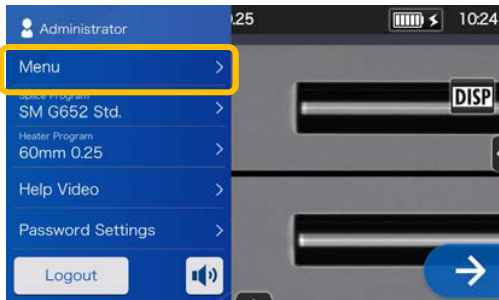 Administrator
.25
10:24
Menu
Splice Program
SM G652 Std.
DISP
Heater Program
60mm 0.25
Help Video
Password Settings
Logout